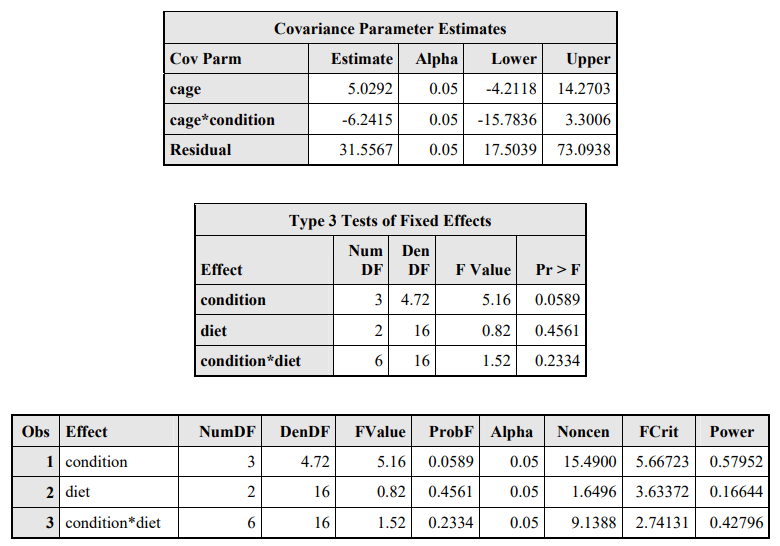 Covariance Parameter Estimates
Cov Parm Estimate Alpha Lower Upper
cage 5.0292 0.05 -4.2118 14.2703
cage*condition -6.2415 0.05 -15.7836 3.3006
Residual 31.5567 0.05 17.5039 73.0938
Type 3 Tests of Fixed Effects
Num Den
Effect DF DF F Value Pr > F
condition 3 4.72 5.16 0.0589
diet 2 16 0.82 0.4561
condition*diet 6 16 1.52 0.2334
Obs Effect NumDF DenDF FValue ProbF Alpha Noncen FCrit Power
1 condition 3 4.72 5.16 0.0589 0.05 15.4900 5.66723 0.57952
2 diet 2 16 0.82 0.4561 0.05 1.6496 3.63372 0.16644
3 condition*diet 6 16 1.52 0.2334 0.05 9.1388 2.74131 0.42796